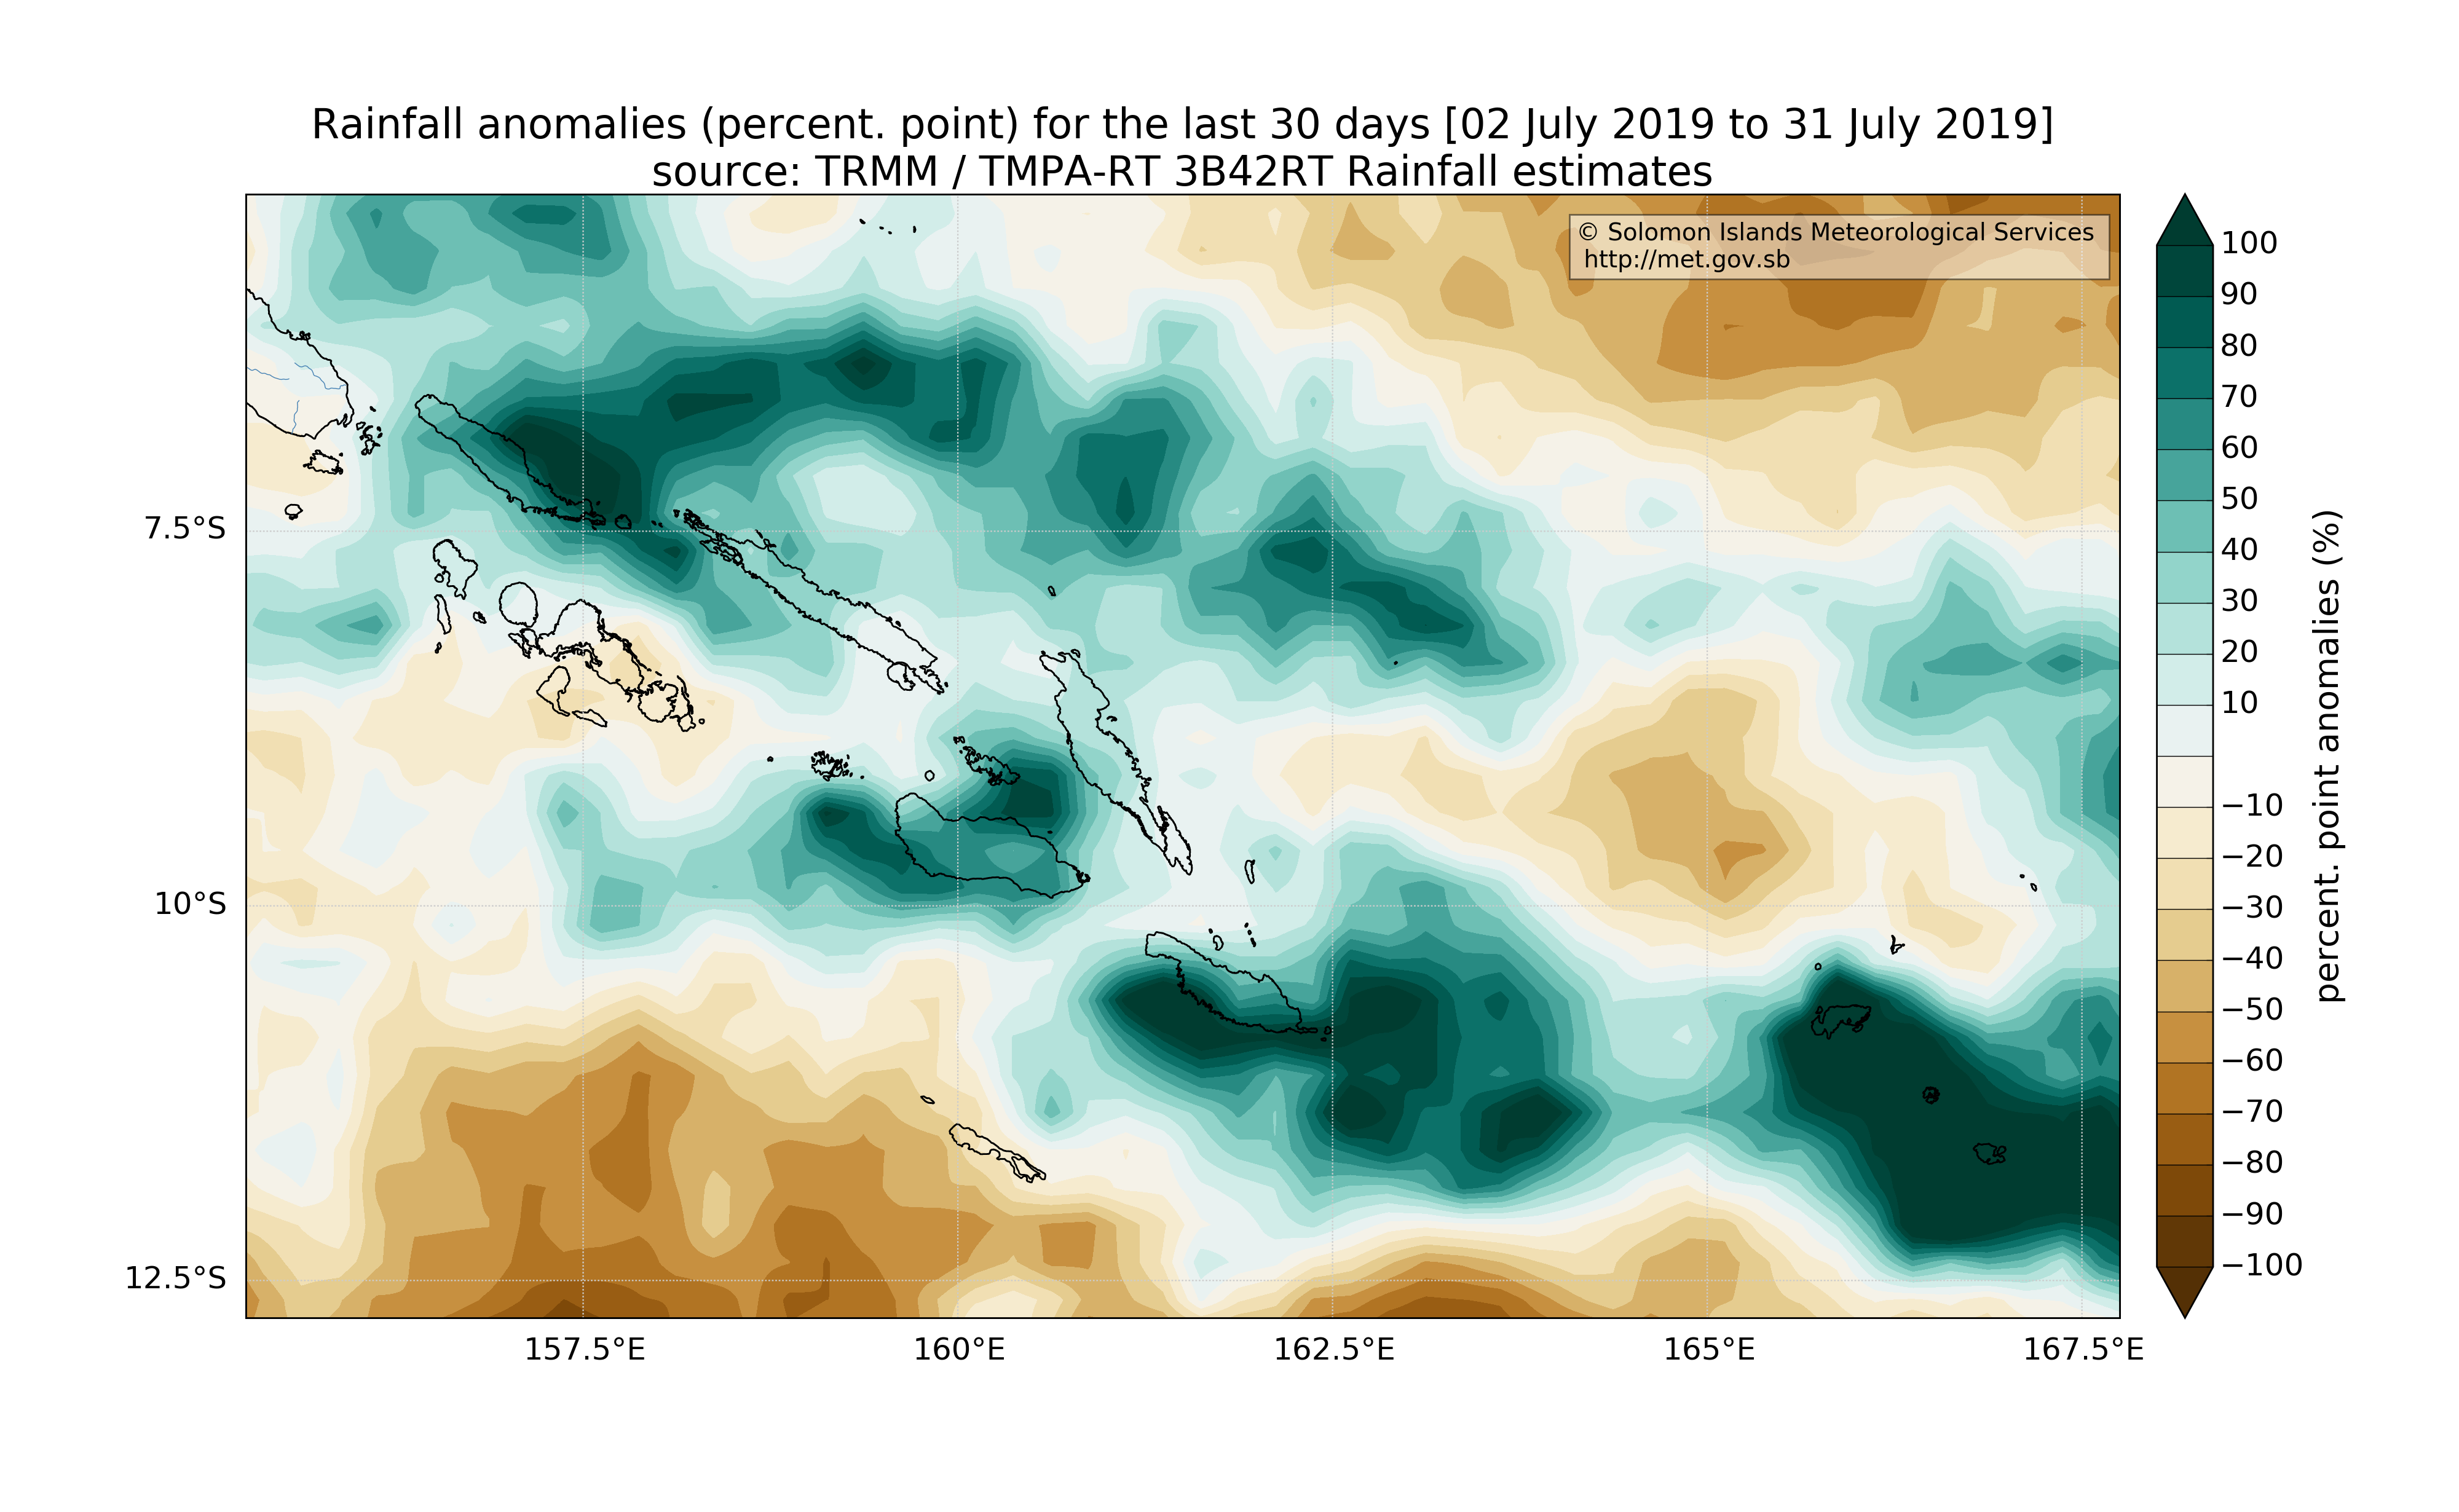 Rainfall anomalies (percent. point) for the last 30 days [02 July 2019 to 31 July 2019]
source: TRMM / TMPA-RT 3B42RT Rainfall estimates
© Solomon Islands Meteorological Services
http://met.gov.sb
7.5°S
10°S
12.5°S
157.5°E
160°E
162.5°E
165°E
167.5°E
100
90
80
70
60
50
40
30
20
10
−10
−20
−30
−40
−50
−60
−70
−80
−90
−100
percent. point anomalies (%)